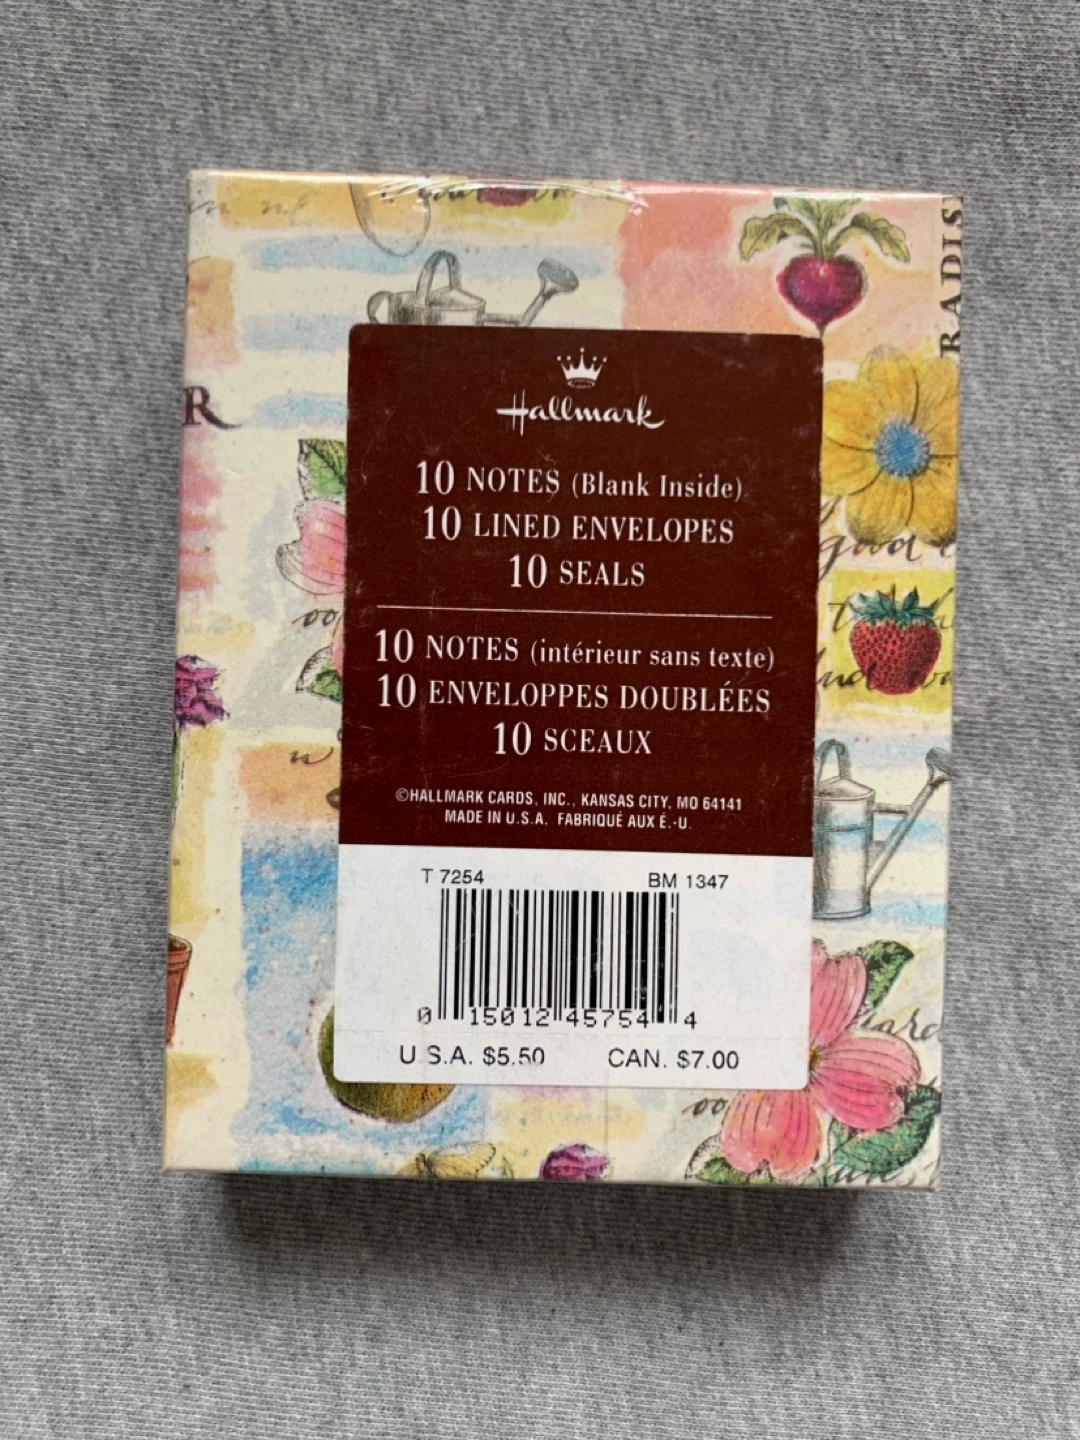 RADIS
R
Hallmark
10 NOTES (Blank Inside)
10 LINED ENVELOPES
10 SEALS
10 NOTES (intérieur sans texte)
10 ENVELOPPES DOUBLÉES
10 SCEAUX
©HALLMARK CARDS, INC., KANSAS CITY, MO 64141
MADE IN U.S.A. FABRIQUÉ AUX É.-U.
T 7254 BM 1347
0 15012 45754 4
U.S.A. $5.50 CAN. $7.00
good